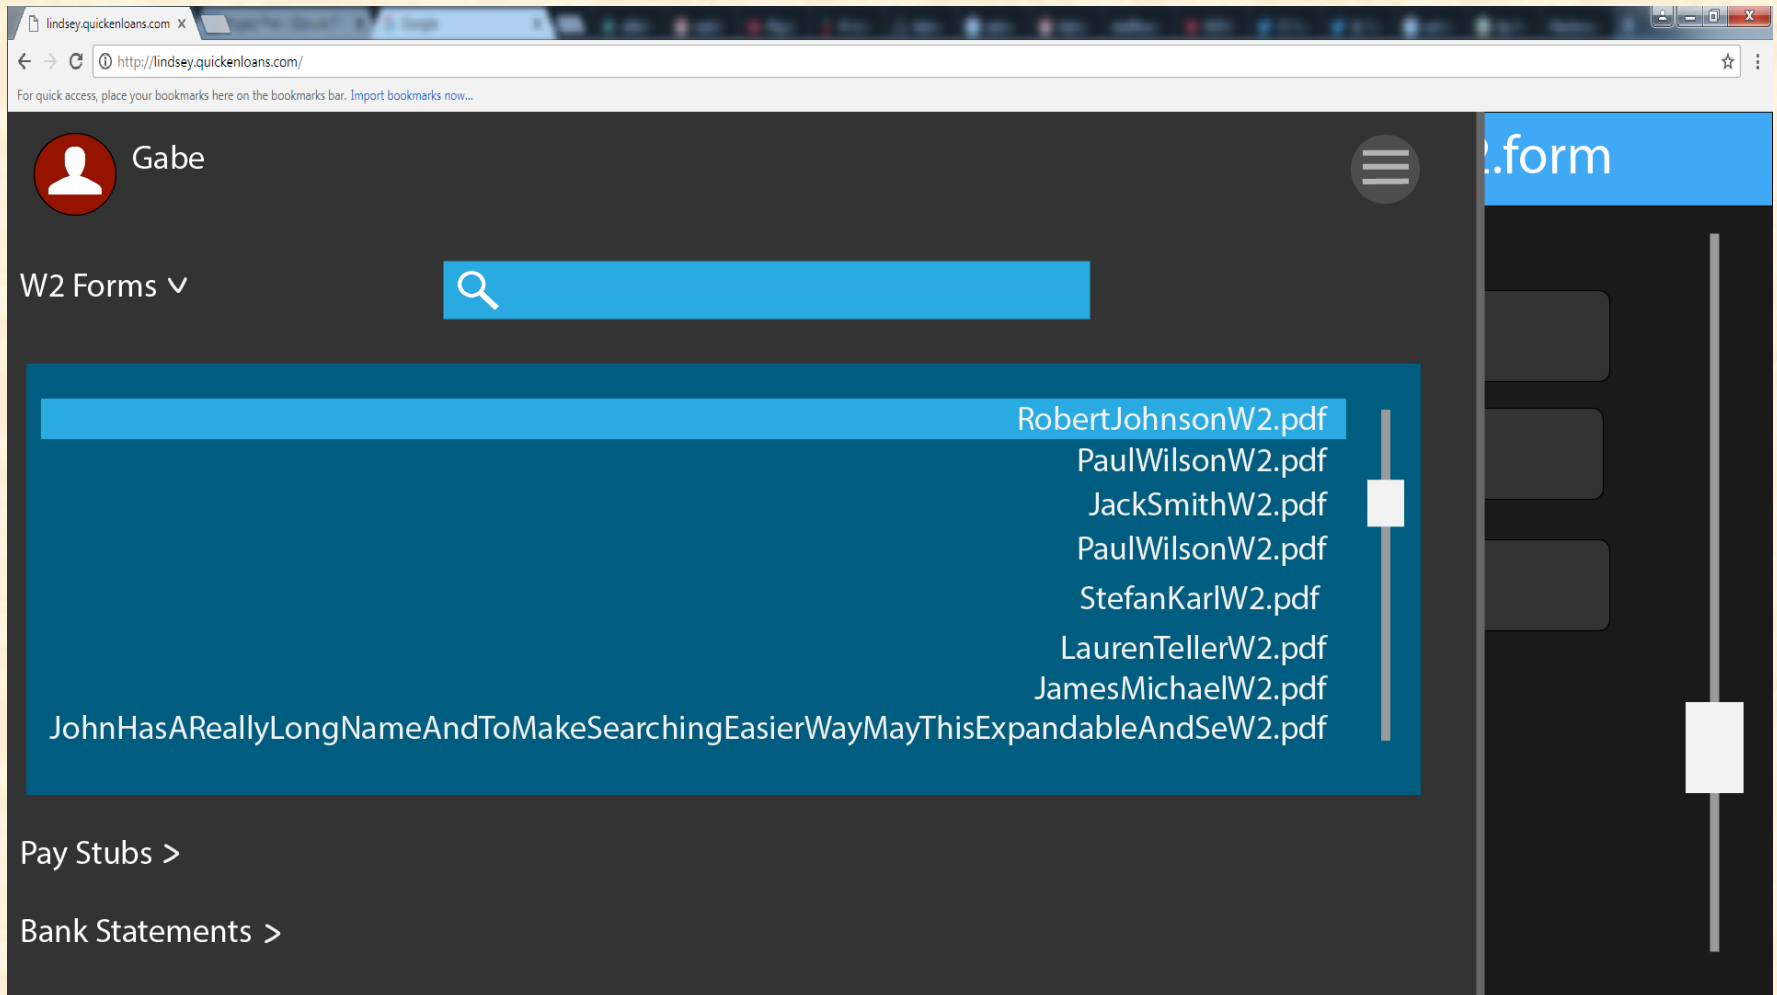 lindsey.quickenloans.com
http://lindsey.quickenloans.com/
For quick access, place your bookmarks here on the bookmarks bar. Import bookmarks now...
Gabe
.form
W2 Forms
RobertJohnsonW2.pdf
PaulWilsonW2.pdf
JackSmithW2.pdf
PaulWilsonW2.pdf
StefanKarlW2.pdf
LaurenTellerW2.pdf
JamesMichaelW2.pdf
JohnHasAReallyLongNameAndToMakeSearchingEasierWayMayThisExpandableAndSeW2.pdf
Pay Stubs >
Bank Statements >